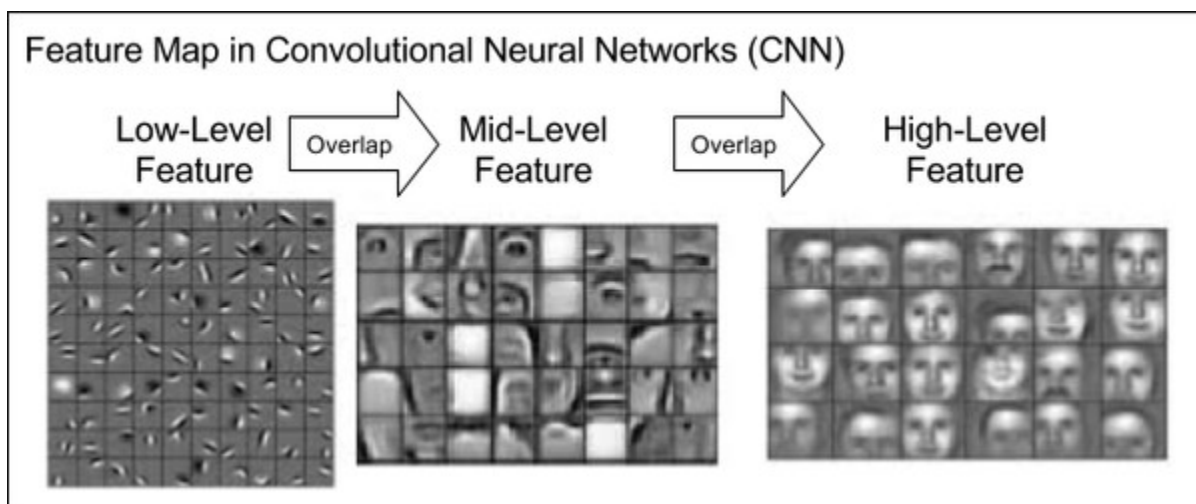 Feature Map in Convolutional Neural Networks (CNN)
Low-Level
Feature
Overlap
Mid-Level
Feature
Overlap
High-Level
Feature